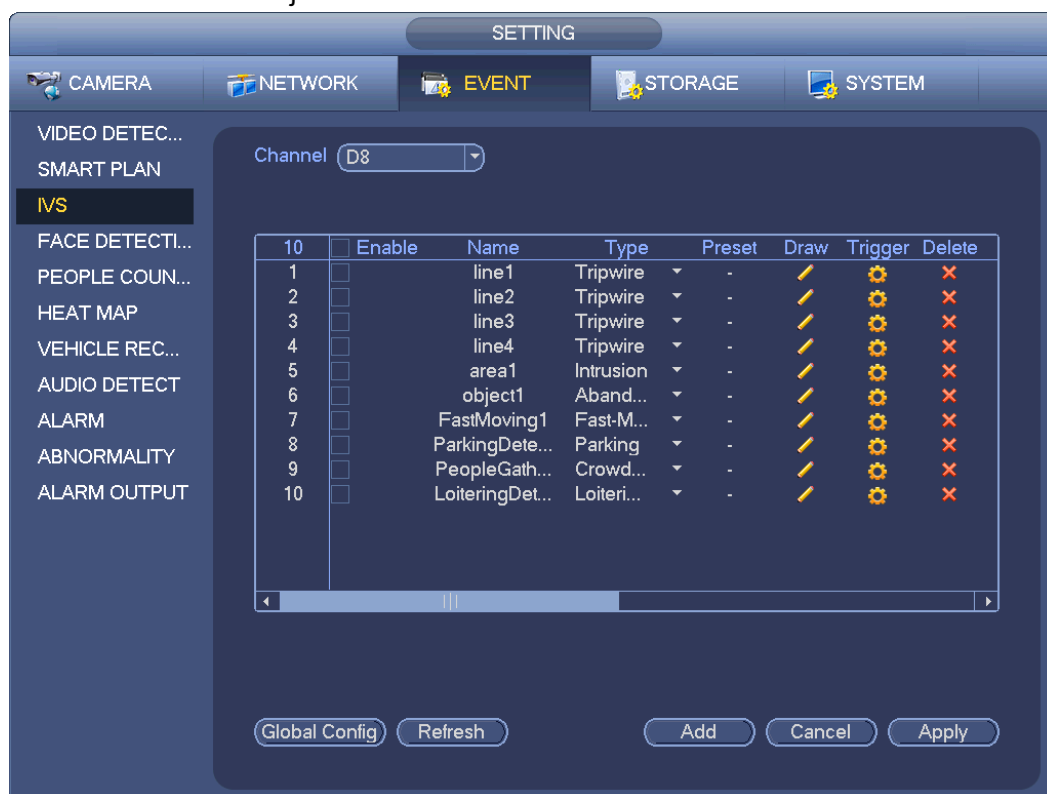 SETTING
CAMERA NETWORK EVENT STORAGE SYSTEM
VIDEO DETEC...
SMART PLAN
IVS
FACE DETECTI...
PEOPLE COUN...
HEAT MAP
VEHICLE REC...
AUDIO DETECT
ALARM
ABNORMALITY
ALARM OUTPUT
Channel D8
10 Enable Name Type Preset Draw Trigger Delete
1 line1 Tripwire -
2 line2 Tripwire -
3 line3 Tripwire -
4 line4 Tripwire -
5 area1 Intrusion -
6 object1 Aband... -
7 FastMoving1 Fast-M... -
8 ParkingDete... Parking -
9 PeopleGath... Crowd... -
10 LoiteringDet... Loiteri... -
Global Config Refresh Add Cancel Apply